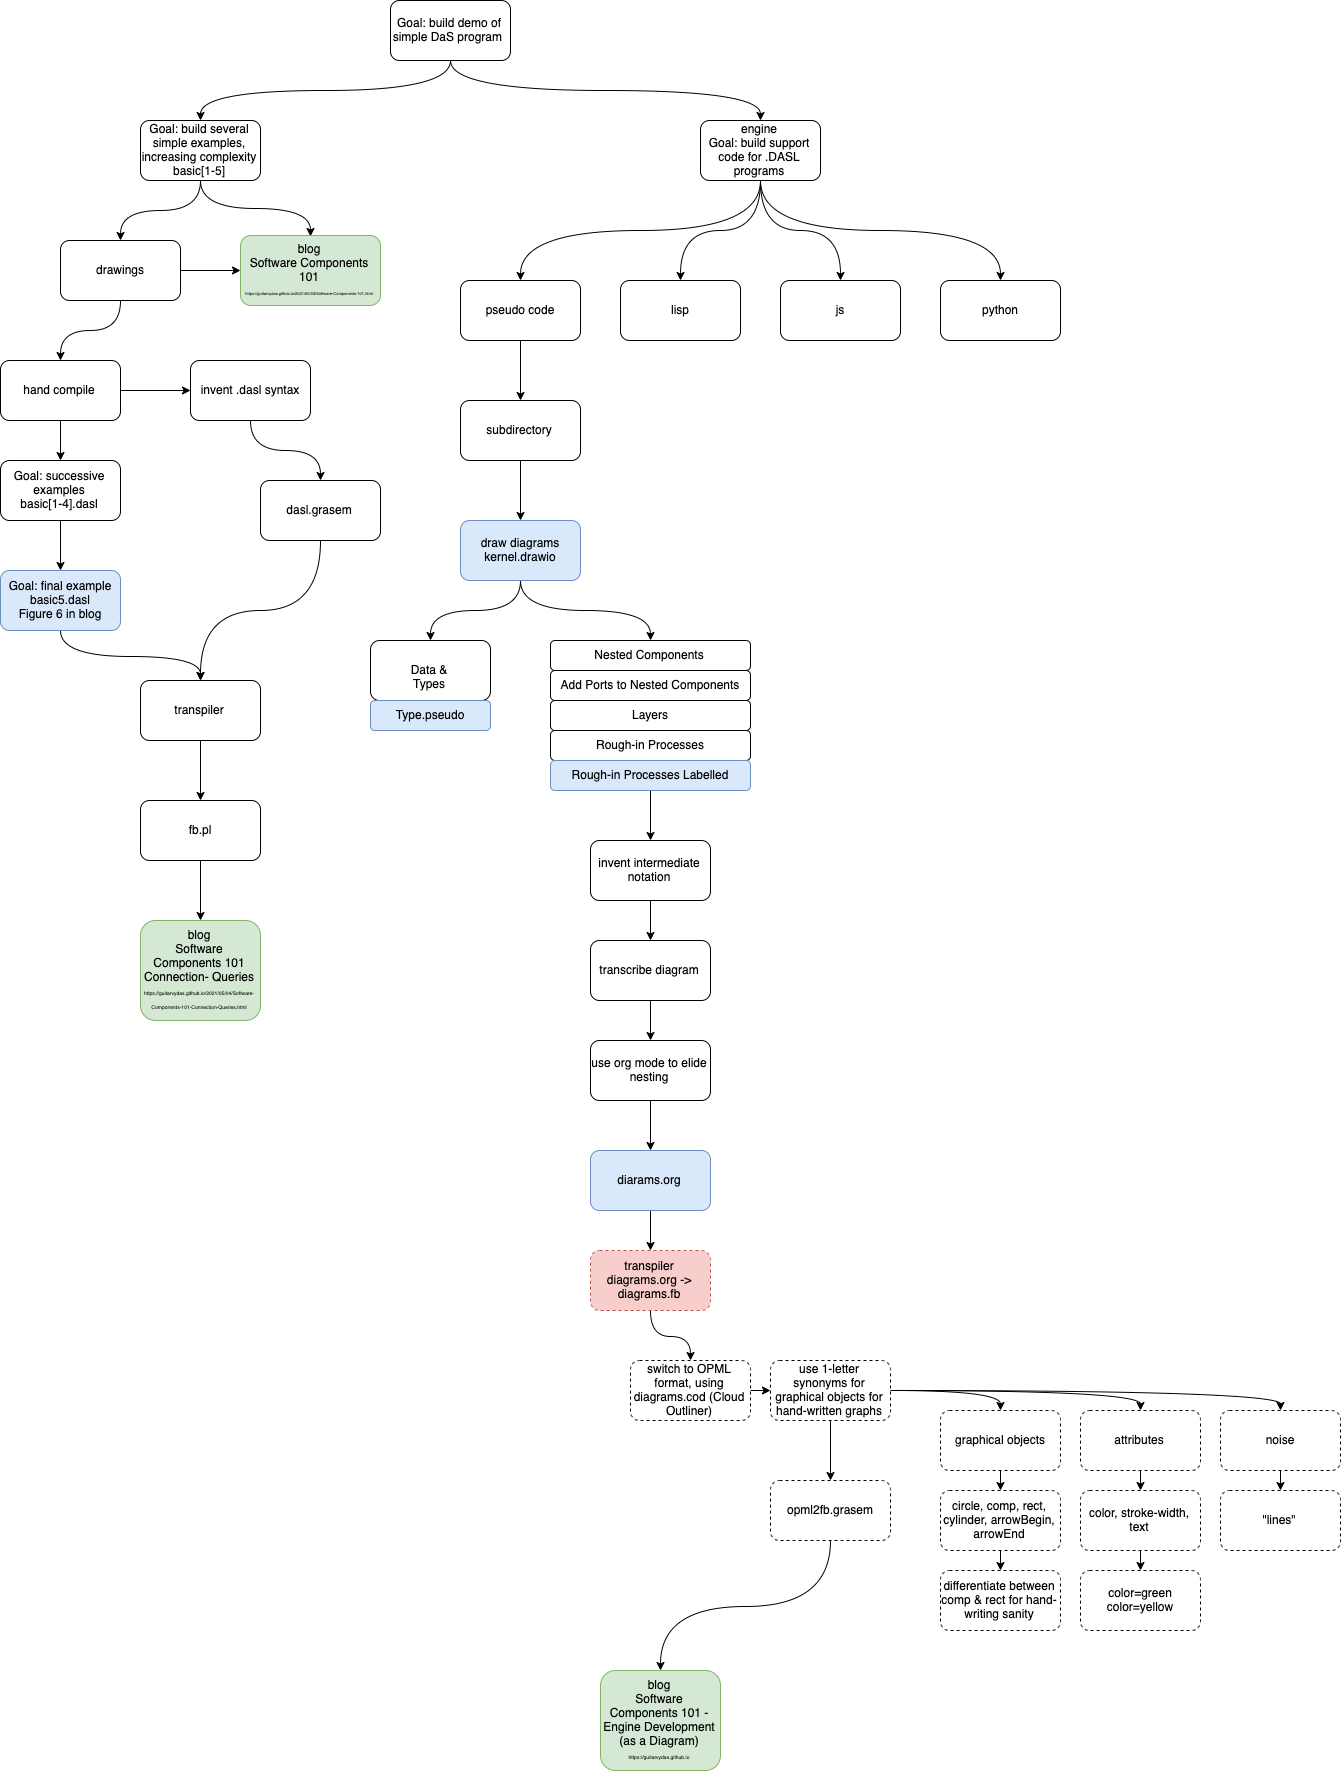 Goal: build demo of
simple DaS program
Goal: build several
simple examples,
increasing complexity
basic[1-5]
engine
Goal: build support
code for .DASL
programs
drawings
blog
Software Components
101
https://guitarvydas.github.io/2021/03/08/Software-Components-101.html
pseudo code
lisp
js
python
hand compile
invent .dasl syntax
subdirectory
Goal: successive
examples
basic[1-4].dasl
dasl.grasem
draw diagrams
kernel.drawio
Goal: final example
basic5.dasl
Figure 6 in blog
Data &
Types
Type.pseudo
Nested Components
Add Ports to Nested Components
Layers
Rough-in Processes
Rough-in Processes Labelled
transpiler
fb.pl
invent intermediate
notation
blog
Software
Components 101
Connection- Queries
https://guitarvydas.github.io/2021/05/04/Software-
Components-101-Connection-Queries.html
transcribe diagram
use org mode to elide
nesting
diarams.org
transpiler
diagrams.org ->
diagrams.fb
switch to OPML
format, using
diagrams.cod (Cloud
Outliner)
use 1-letter
synonyms for
graphical objects for
hand-written graphs
graphical objects
attributes
noise
opml2fb.grasem
circle, comp, rect,
cylinder, arrowBegin,
arrowEnd
color, stroke-width,
text
"lines"
differentiate between
comp & rect for hand-
writing sanity
color=green
color=yellow
blog
Software
Components 101 -
Engine Development
(as a Diagram)
https://guitarvydas.github.io